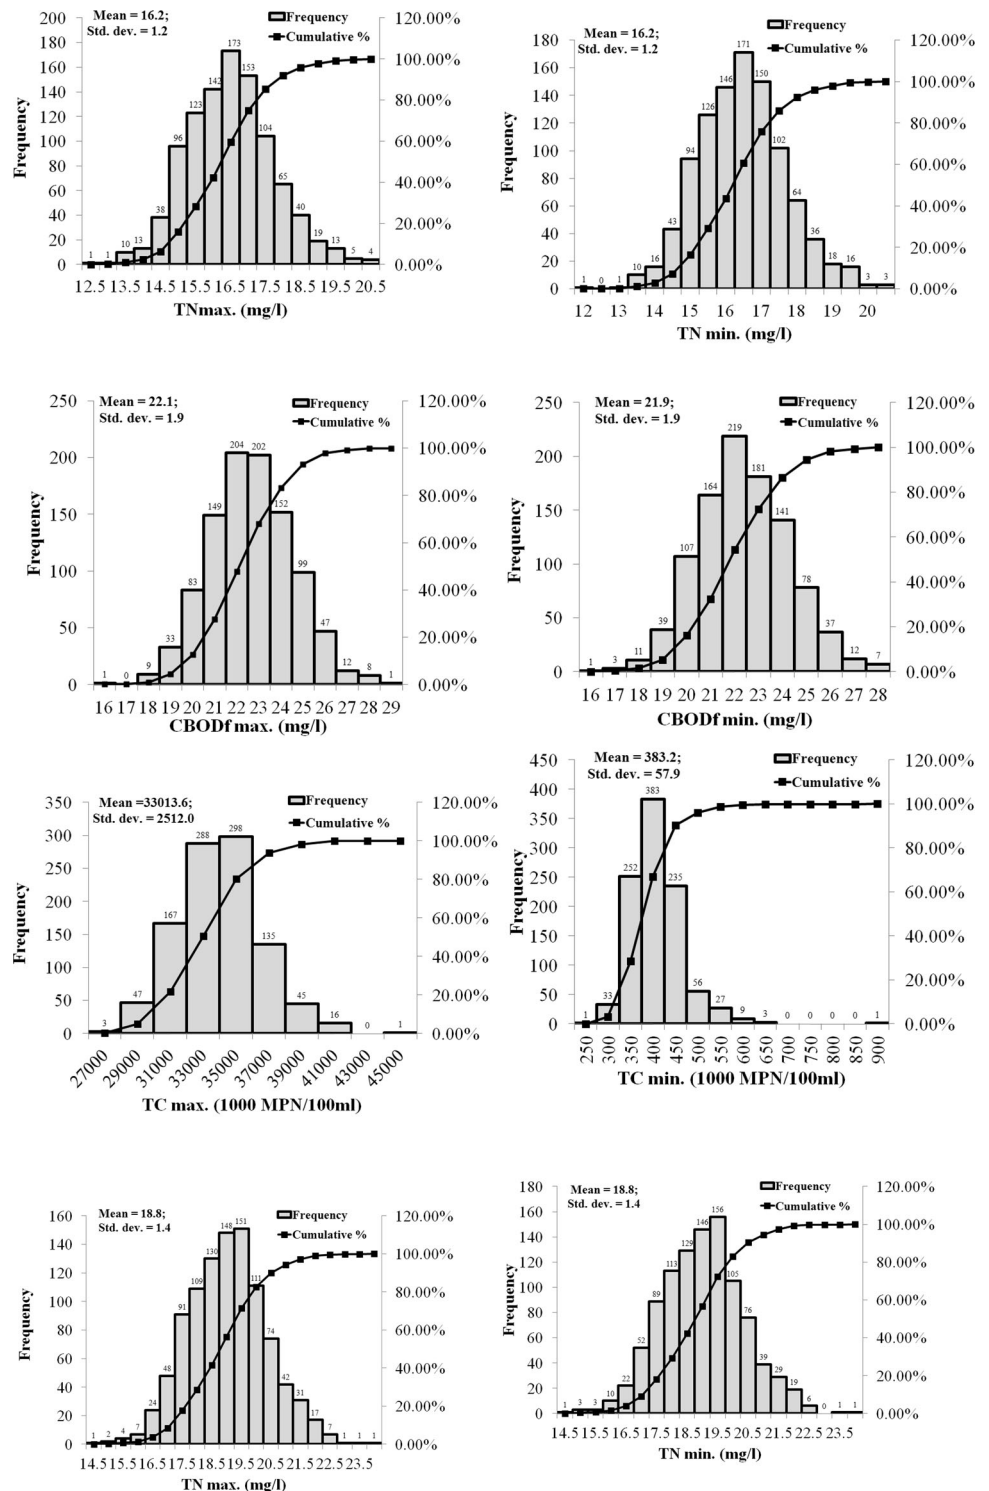 Mean = 16.2;
Std. dev. = 1.2
Frequency
Cumulative %
Frequency
200
180
160
140
120
100
80
60
40
20
0
120.00%
100.00%
80.00%
60.00%
40.00%
20.00%
0.00%
1 1 10 13 38 96 123 142 173 153 104 65 40 19 13 5 4
12.5 13.5 14.5 15.5 16.5 17.5 18.5 19.5 20.5
TNmax. (mg/l)
Mean = 16.2;
Std. dev. = 1.2
Frequency
Cumulative %
Frequency
180
160
140
120
100
80
60
40
20
0
120.00%
100.00%
80.00%
60.00%
40.00%
20.00%
0.00%
1 0 1 10 16 43 94 126 146 171 150 102 64 36 18 16 3 3
12 13 14 15 16 17 18 19 20
TN min. (mg/l)
Mean = 22.1;
Std. dev. = 1.9
Frequency
Cumulative %
Frequency
250
200
150
100
50
0
120.00%
100.00%
80.00%
60.00%
40.00%
20.00%
0.00%
1 0 9 33 83 149 204 202 152 99 47 12 8 1
16 17 18 19 20 21 22 23 24 25 26 27 28 29
CBODf max. (mg/l)
Mean = 21.9;
Std. dev. = 1.9
Frequency
Cumulative %
Frequency
250
200
150
100
50
0
120.00%
100.00%
80.00%
60.00%
40.00%
20.00%
0.00%
1 3 11 39 107 164 219 181 141 78 37 12 7
16 17 18 19 20 21 22 23 24 25 26 27 28
CBODf min. (mg/l)
Mean =33013.6;
Std. dev. = 2512.0
Frequency
Cumulative %
Frequency
350
300
250
200
150
100
50
0
120.00%
100.00%
80.00%
60.00%
40.00%
20.00%
0.00%
3 47 167 288 298 135 45 16 0 1
27000 29000 31000 33000 35000 37000 39000 41000 43000 45000
TC max. (1000 MPN/100ml)
Mean = 383.2;
Std. dev. = 57.9
Frequency
Cumulative %
Frequency
450
400
350
300
250
200
150
100
50
0
120.00%
100.00%
80.00%
60.00%
40.00%
20.00%
0.00%
1 33 252 383 235 56 27 9 3 0 0 0 0 1
250 300 350 400 450 500 550 600 650 700 750 800 850 900
TC min. (1000 MPN/100ml)
Mean = 18.8;
Std. dev. = 1.4
Frequency
Cumulative %
Frequency
160
140
120
100
80
60
40
20
0
120.00%
100.00%
80.00%
60.00%
40.00%
20.00%
0.00%
1 2 4 7 24 48 91 109 130 148 151 111 74 42 31 17 7 1 1 1
14.5 15.5 16.5 17.5 18.5 19.5 20.5 21.5 22.5 23.5
TN max. (mg/l)
Mean = 18.8;
Std. dev. = 1.4
Frequency
Cumulative %
Frequency
180
160
140
120
100
80
60
40
20
0
120.00%
100.00%
80.00%
60.00%
40.00%
20.00%
0.00%
1 3 3 10 22 52 89 113 129 146 156 105 76 39 29 19 6 0 1 1
14.5 15.5 16.5 17.5 18.5 19.5 20.5 21.5 22.5 23.5
TN min. (mg/l)